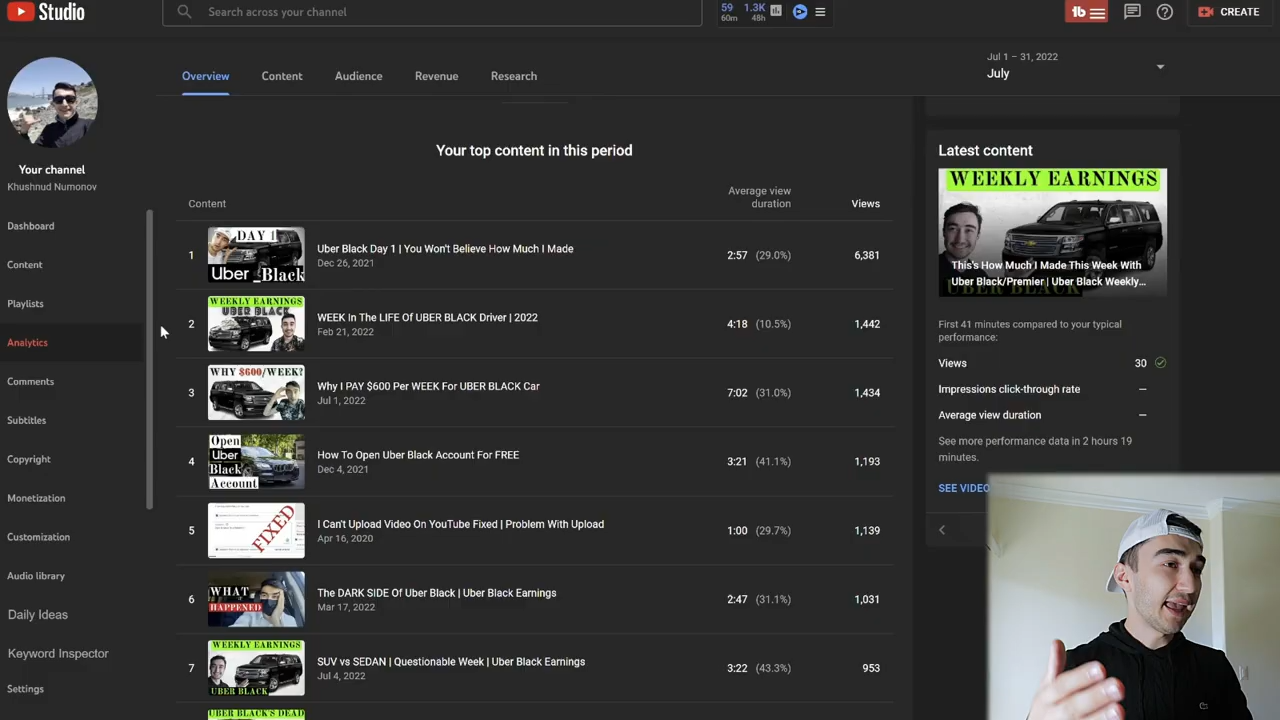 Studio
Search across your channel
59
60m
1.3K
48h
tb
CREATE
Your channel
Khushnud Numonov
Dashboard
Content
Playlists
Analytics
Comments
Subtitles
Copyright
Monetization
Customization
Audio library
Daily Ideas
Keyword Inspector
Settings
Overview
Content
Audience
Revenue
Research
Jul 1 – 31, 2022
July
Your top content in this period
Content
Average view
duration
Views
1
DAY 1
Uber_Black
Uber Black Day 1 | You Won't Believe How Much I Made
Dec 26, 2021
2:57 (29.0%)
6,381
2
WEEKLY EARNINGS
UBER BLACK
WEEK In The LIFE Of UBER BLACK Driver | 2022
Feb 21, 2022
4:18 (10.5%)
1,442
3
WHY $600/WEEK?
Why I PAY $600 Per WEEK For UBER BLACK Car
Jul 1, 2022
7:02 (31.0%)
1,434
4
Open
Uber
Black
Account
How To Open Uber Black Account For FREE
Dec 4, 2021
3:21 (41.1%)
1,193
5
FIXED
I Can't Upload Video On YouTube Fixed | Problem With Upload
Apr 16, 2020
1:00 (29.7%)
1,139
6
WHAT
HAPPENED
The DARK SIDE Of Uber Black | Uber Black Earnings
Mar 17, 2022
2:47 (31.1%)
1,031
7
WEEKLY EARNINGS
UBER BLACK
SUV vs SEDAN | Questionable Week | Uber Black Earnings
Jul 4, 2022
3:22 (43.3%)
953
UBER BLACK'S DEAD
Latest content
WEEKLY EARNINGS
This's How Much I Made This Week With
Uber Black/Premier | Uber Black Weekly...
UBER BLACK
First 41 minutes compared to your typical
performance:
Views
30
Impressions click-through rate
—
Average view duration
—
See more performance data in 2 hours 19
minutes.
SEE VIDEO